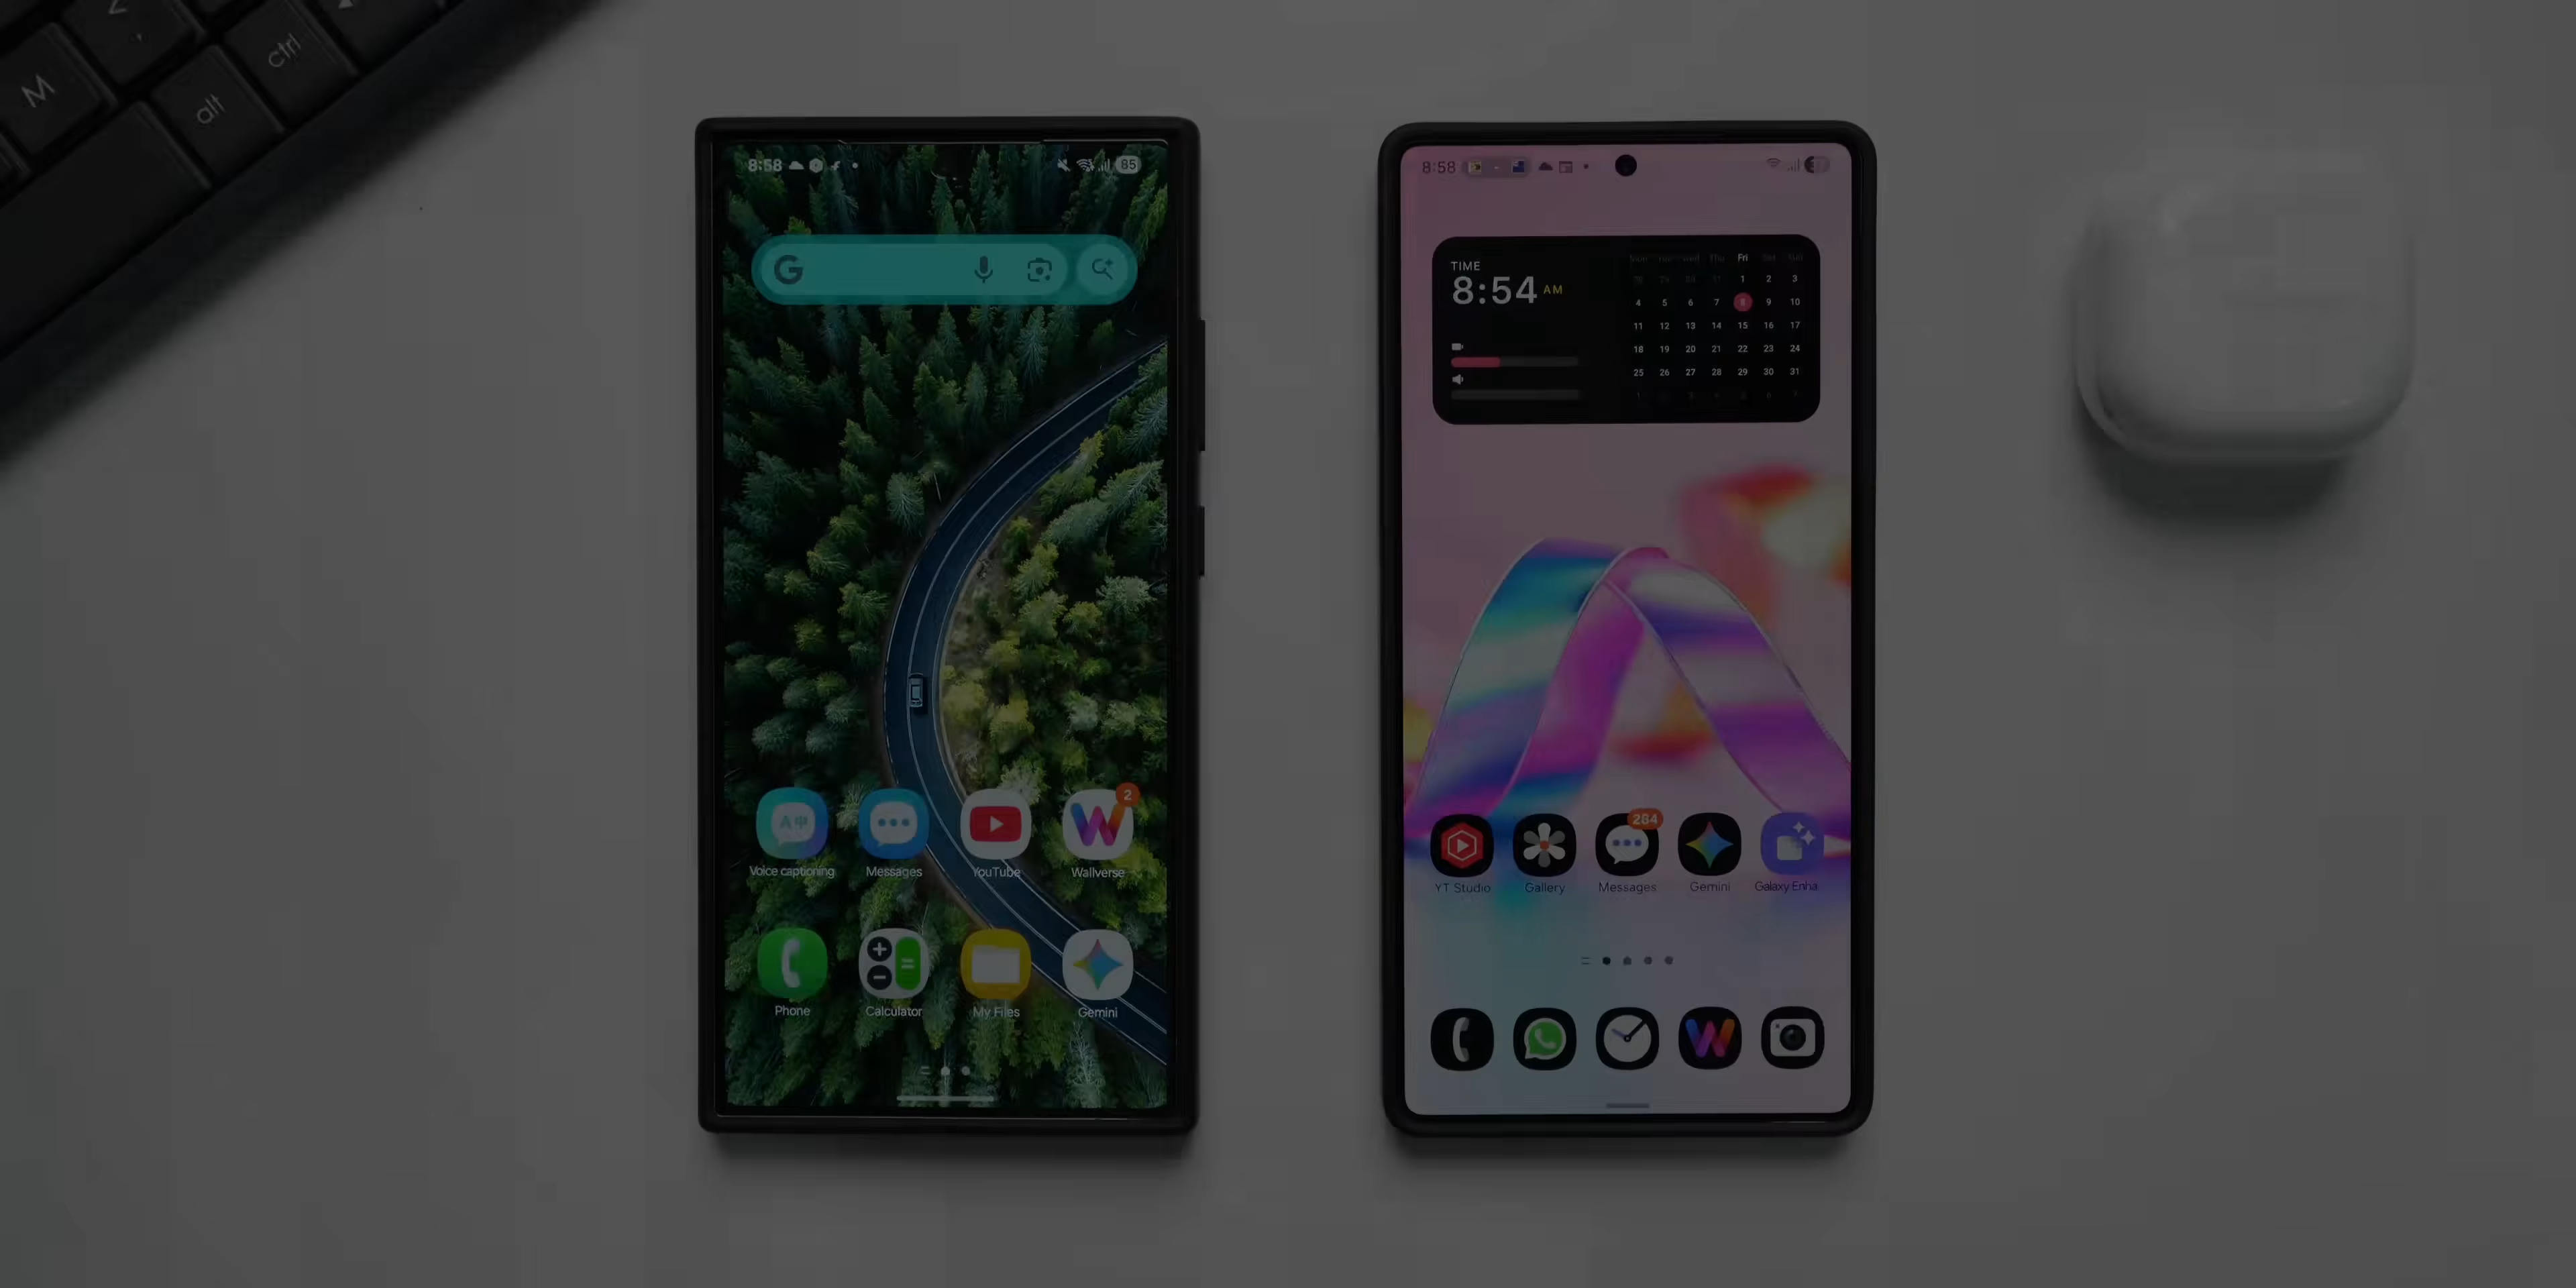 M
alt
ctrl
8:58
85
G
Voice captioning
Messages
YouTube
2
Wallverse
Phone
Calculator
My Files
Gemini
8:58
TIME
8:54 AM
Thu Fri
1 2 3
4 5 6 7 8 9 10
11 12 13 14 15 16 17
18 19 20 21 22 23 24
25 26 27 28 29 30 31
YT Studio
Gallery
284
Messages
Gemini
Galaxy Enha